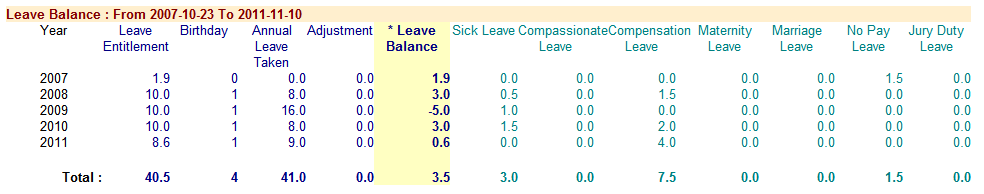 Leave Balance : From 2007-10-23 To 2011-11-10
Year Leave Birthday Annual Adjustment * Leave Sick Leave Compassionate Compensation Maternity Marriage No Pay Jury Duty
Entitlement Leave Balance Leave Leave Leave Leave Leave Leave
Taken
2007 1.9 0 0.0 0.0 1.9 0.0 0.0 0.0 0.0 0.0 1.5 0.0
2008 10.0 1 8.0 0.0 3.0 0.5 0.0 1.5 0.0 0.0 0.0 0.0
2009 10.0 1 16.0 0.0 -5.0 1.0 0.0 0.0 0.0 0.0 0.0 0.0
2010 10.0 1 8.0 0.0 3.0 1.5 0.0 2.0 0.0 0.0 0.0 0.0
2011 8.6 1 9.0 0.0 0.6 0.0 0.0 4.0 0.0 0.0 0.0 0.0
Total : 40.5 4 41.0 0.0 3.5 3.0 0.0 7.5 0.0 0.0 1.5 0.0